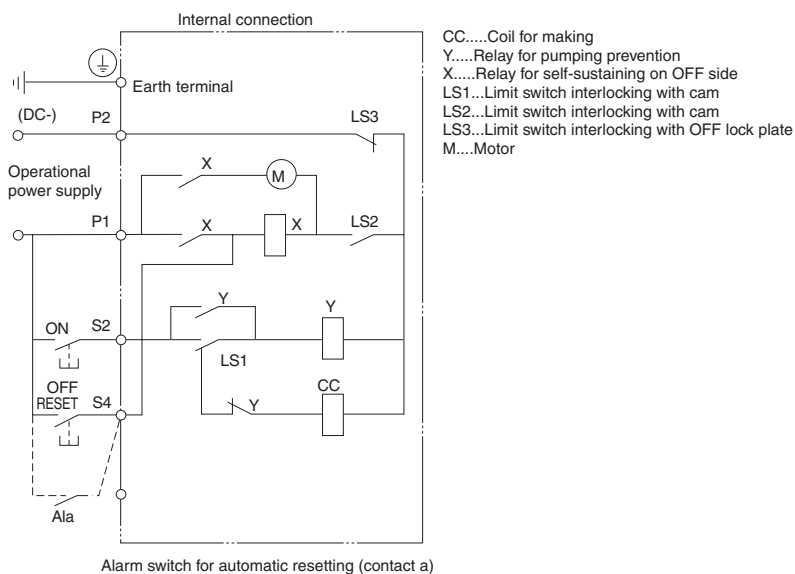 Internal connection
CC.....Coil for making
Y.....Relay for pumping prevention
X.....Relay for self-sustaining on OFF side
LS1...Limit switch interlocking with cam
LS2...Limit switch interlocking with cam
LS3...Limit switch interlocking with OFF lock plate
M....Motor
Earth terminal
(DC-)
P2
LS3
Operational
power supply
X
M
P1
X
X
LS2
Y
Y
ON
S2
LS1
OFF
RESET
S4
Y
CC
Ala
Alarm switch for automatic resetting (contact a)